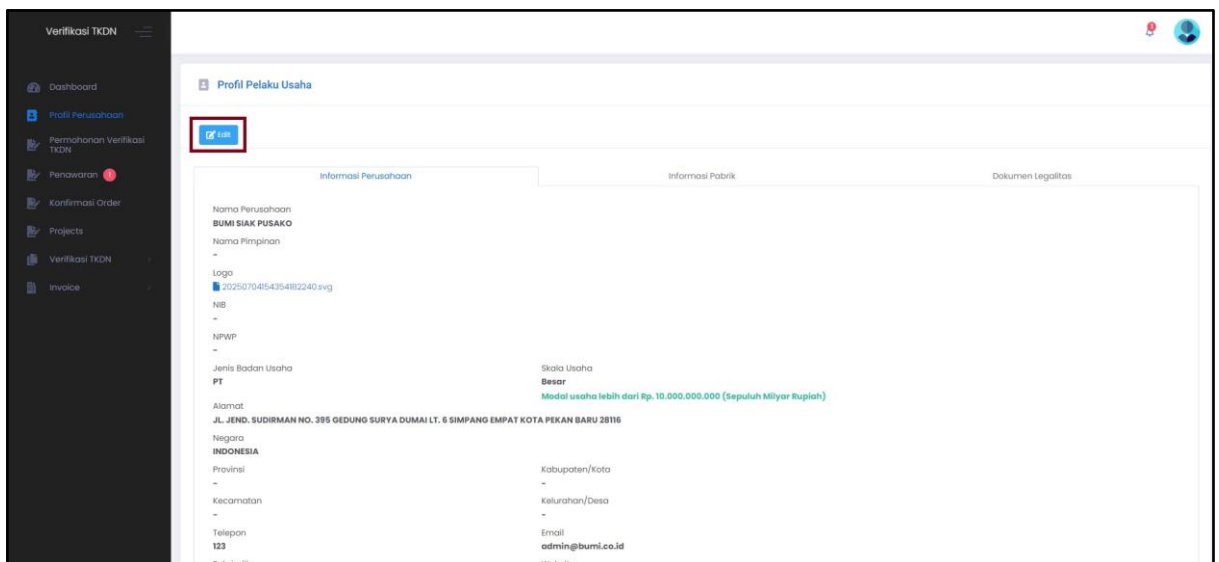 Verifikasi TKDN
1
Dashboard
Profil Perusahaan
Permohonan Verifikasi
TKDN
Penawaran 1
Konfirmasi Order
Projects
Verifikasi TKDN
Invoice
Profil Pelaku Usaha
Edit
Informasi Perusahaan
Informasi Pabrik
Dokumen Legalitas
Nama Perusahaan
BUMI SIAK PUSAKO
Nama Pimpinan
-
Logo
20250704154354182240.svg
NIB
-
NPWP
-
Jenis Badan Usaha
PT
Skala Usaha
Besar
Modal usaha lebih dari Rp. 10.000.000.000 (Sepuluh Milyar Rupiah)
Alamat
JL. JEND. SUDIRMAN NO. 395 GEDUNG SURYA DUMAI LT. 6 SIMPANG EMPAT KOTA PEKAN BARU 28116
Negara
INDONESIA
Provinsi
-
Kabupaten/Kota
-
Kecamatan
-
Kelurahan/Desa
-
Telepon
123
Email
admin@bumi.co.id